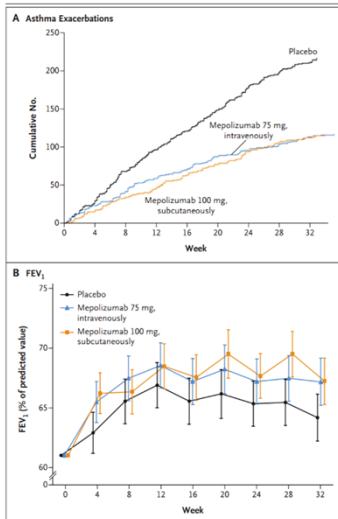 A Asthma Exacerbations
250
200
150
100
50
0
Cumulative No.
Placebo
Mepolizumab 75 mg,
intravenously
Mepolizumab 100 mg,
subcutaneously
0 4 8 12 16 20 24 28 32
Week
B FEV1
75
70
65
60
0
FEV1 (% of predicted value)
Placebo
Mepolizumab 75 mg,
intravenously
Mepolizumab 100 mg,
subcutaneously
0 4 8 12 16 20 24 28 32
Week